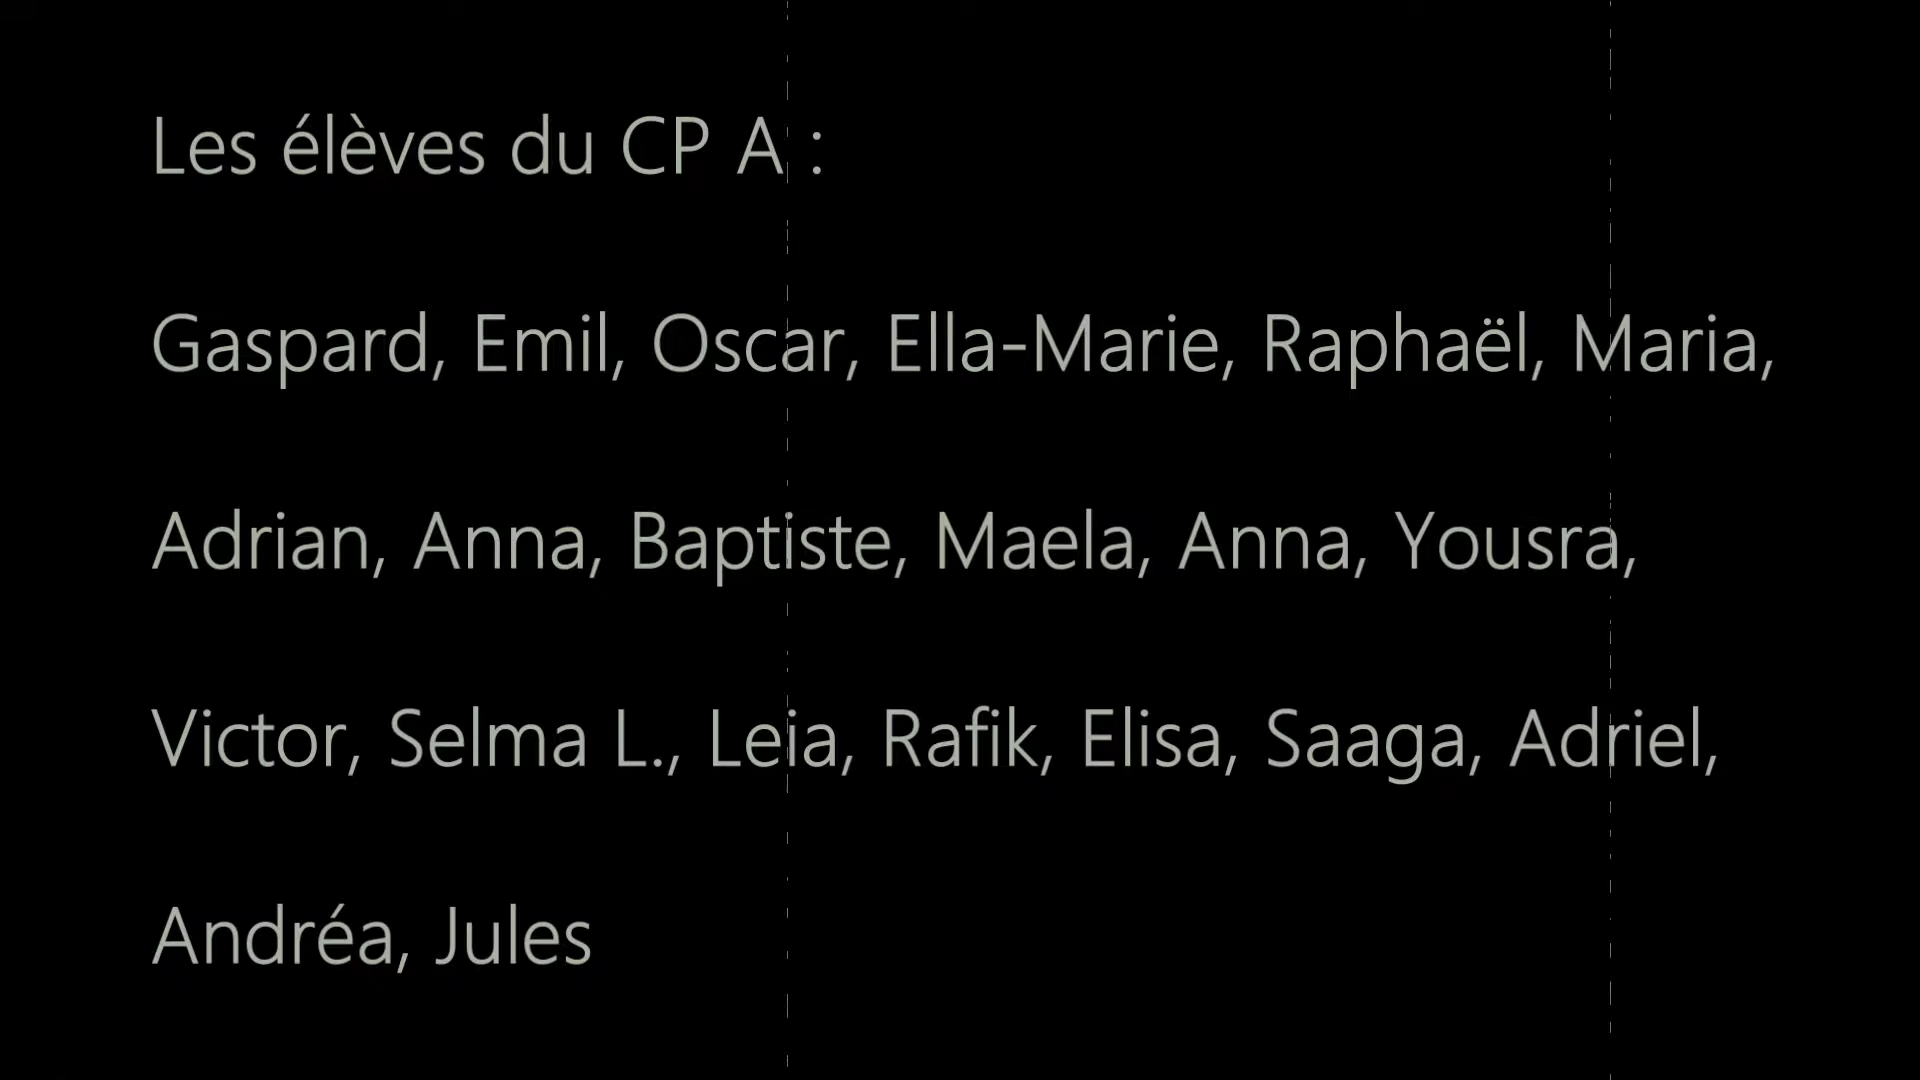 Les élèves du CP A :
Gaspard, Emil, Oscar, Ella-Marie, Raphaël, Maria,
Adrian, Anna, Baptiste, Maela, Anna, Yousra,
Victor, Selma L., Leia, Rafik, Elisa, Saaga, Adriel,
Andréa, Jules